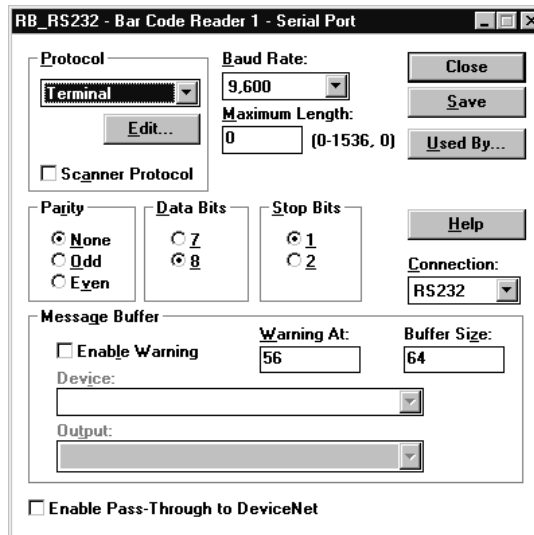 RB_RS232 - Bar Code Reader 1 - Serial Port
Protocol
Terminal
Edit...
Scanner Protocol
Baud Rate:
9,600
Maximum Length:
0 (0-1536, 0)
Close
Save
Used By...
Parity
None
Odd
Even
Data Bits
7
8
Stop Bits
1
2
Help
Connection:
RS232
Message Buffer
Enable Warning
Warning At:
56
Buffer Size:
64
Device:
Output:
Enable Pass-Through to DeviceNet